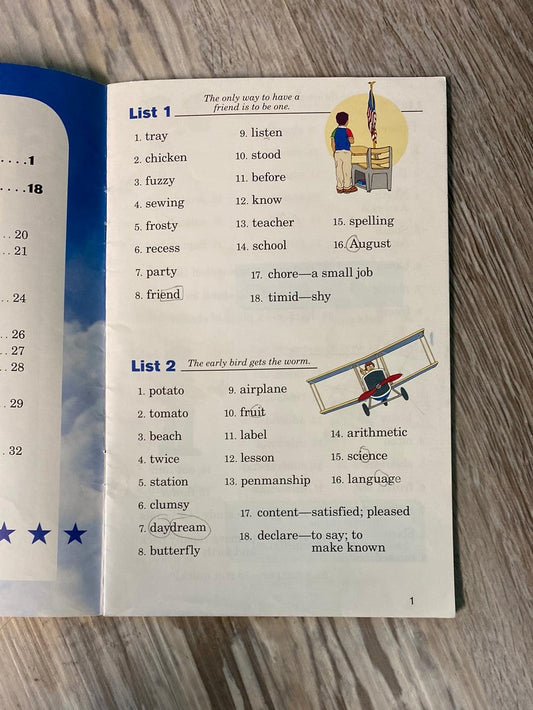 . . . . . 1
. . . . 18
. . 20
. . 21
. . 24
. . 26
. . 27
. . 28
. . 29
. . 32
List 1 The only way to have a
friend is to be one.
1. tray
2. chicken
3. fuzzy
4. sewing
5. frosty
6. recess
7. party
8. friend
9. listen
10. stood
11. before
12. know
13. teacher
14. school
15. spelling
16. August
17. chore—a small job
18. timid—shy
List 2 The early bird gets the worm.
1. potato
2. tomato
3. beach
4. twice
5. station
6. clumsy
7. daydream
8. butterfly
9. airplane
10. fruit
11. label
12. lesson
13. penmanship
14. arithmetic
15. science
16. language
17. content—satisfied; pleased
18. declare—to say; to
make known
1